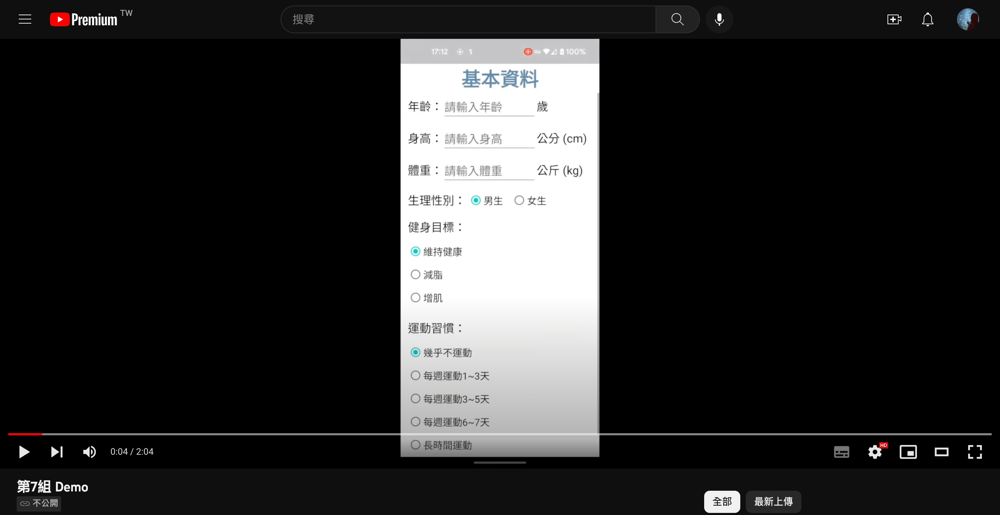 Premium TW
搜尋
17:12 100%
基本資料
年齡： 請輸入年齡 歲
身高： 請輸入身高 公分 (cm)
體重： 請輸入體重 公斤 (kg)
生理性別： 男生 女生
健身目標：
維持健康
減脂
增肌
運動習慣：
幾乎不運動
每週運動1~3天
每週運動3~5天
每週運動6~7天
長時間運動
0:04 / 2:04
HD
第7組 Demo
不公開
全部 最新上傳